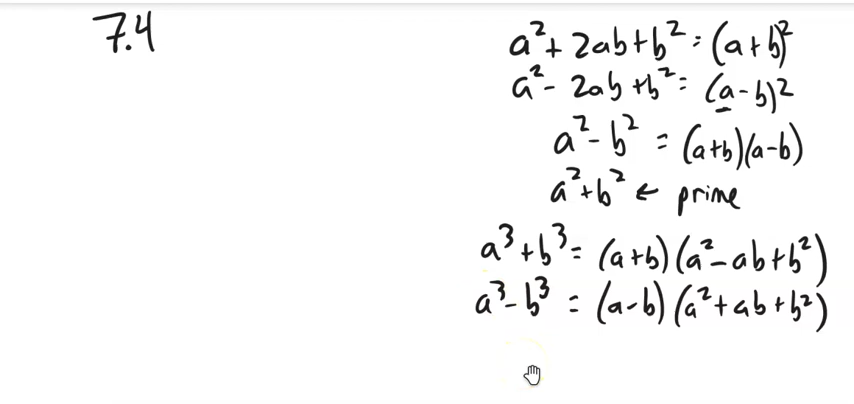 7.4
a² + 2ab + b² = (a + b)²
a² - 2ab + b² = (a - b)²
a² - b² = (a+b)(a-b)
a² + b² ← prime
a³ + b³ = (a+b)(a² - ab + b²)
a³ - b³ = (a-b)(a² + ab + b²)